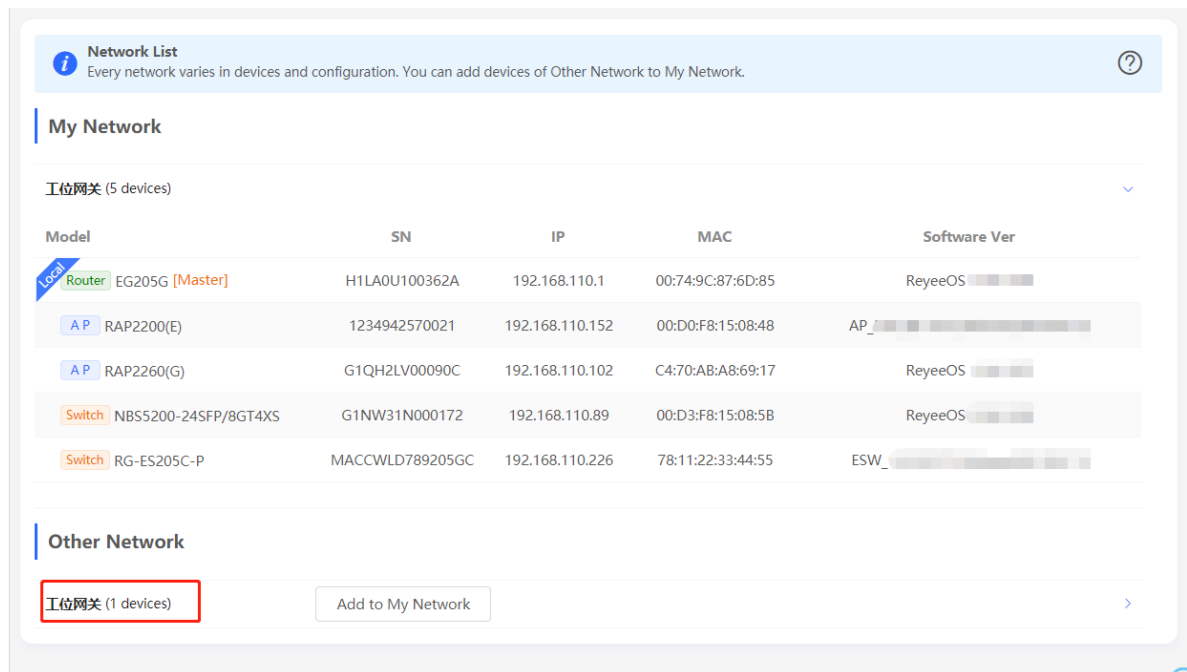 Network List
Every network varies in devices and configuration. You can add devices of Other Network to My Network.
My Network
工位网关 (5 devices)
Model SN IP MAC Software Ver
Local Router EG205G [Master] H1LA0U100362A 192.168.110.1 00:74:9C:87:6D:85 ReyeeOS
AP RAP2200(E) 1234942570021 192.168.110.152 00:D0:F8:15:08:48 AP_
AP RAP2260(G) G1QH2LV00090C 192.168.110.102 C4:70:AB:A8:69:17 ReyeeOS
Switch NBS5200-24SFP/8GT4XS G1NW31N000172 192.168.110.89 00:D3:F8:15:08:5B ReyeeOS
Switch RG-ES205C-P MACCWLD789205GC 192.168.110.226 78:11:22:33:44:55 ESW_
Other Network
工位网关 (1 devices) Add to My Network